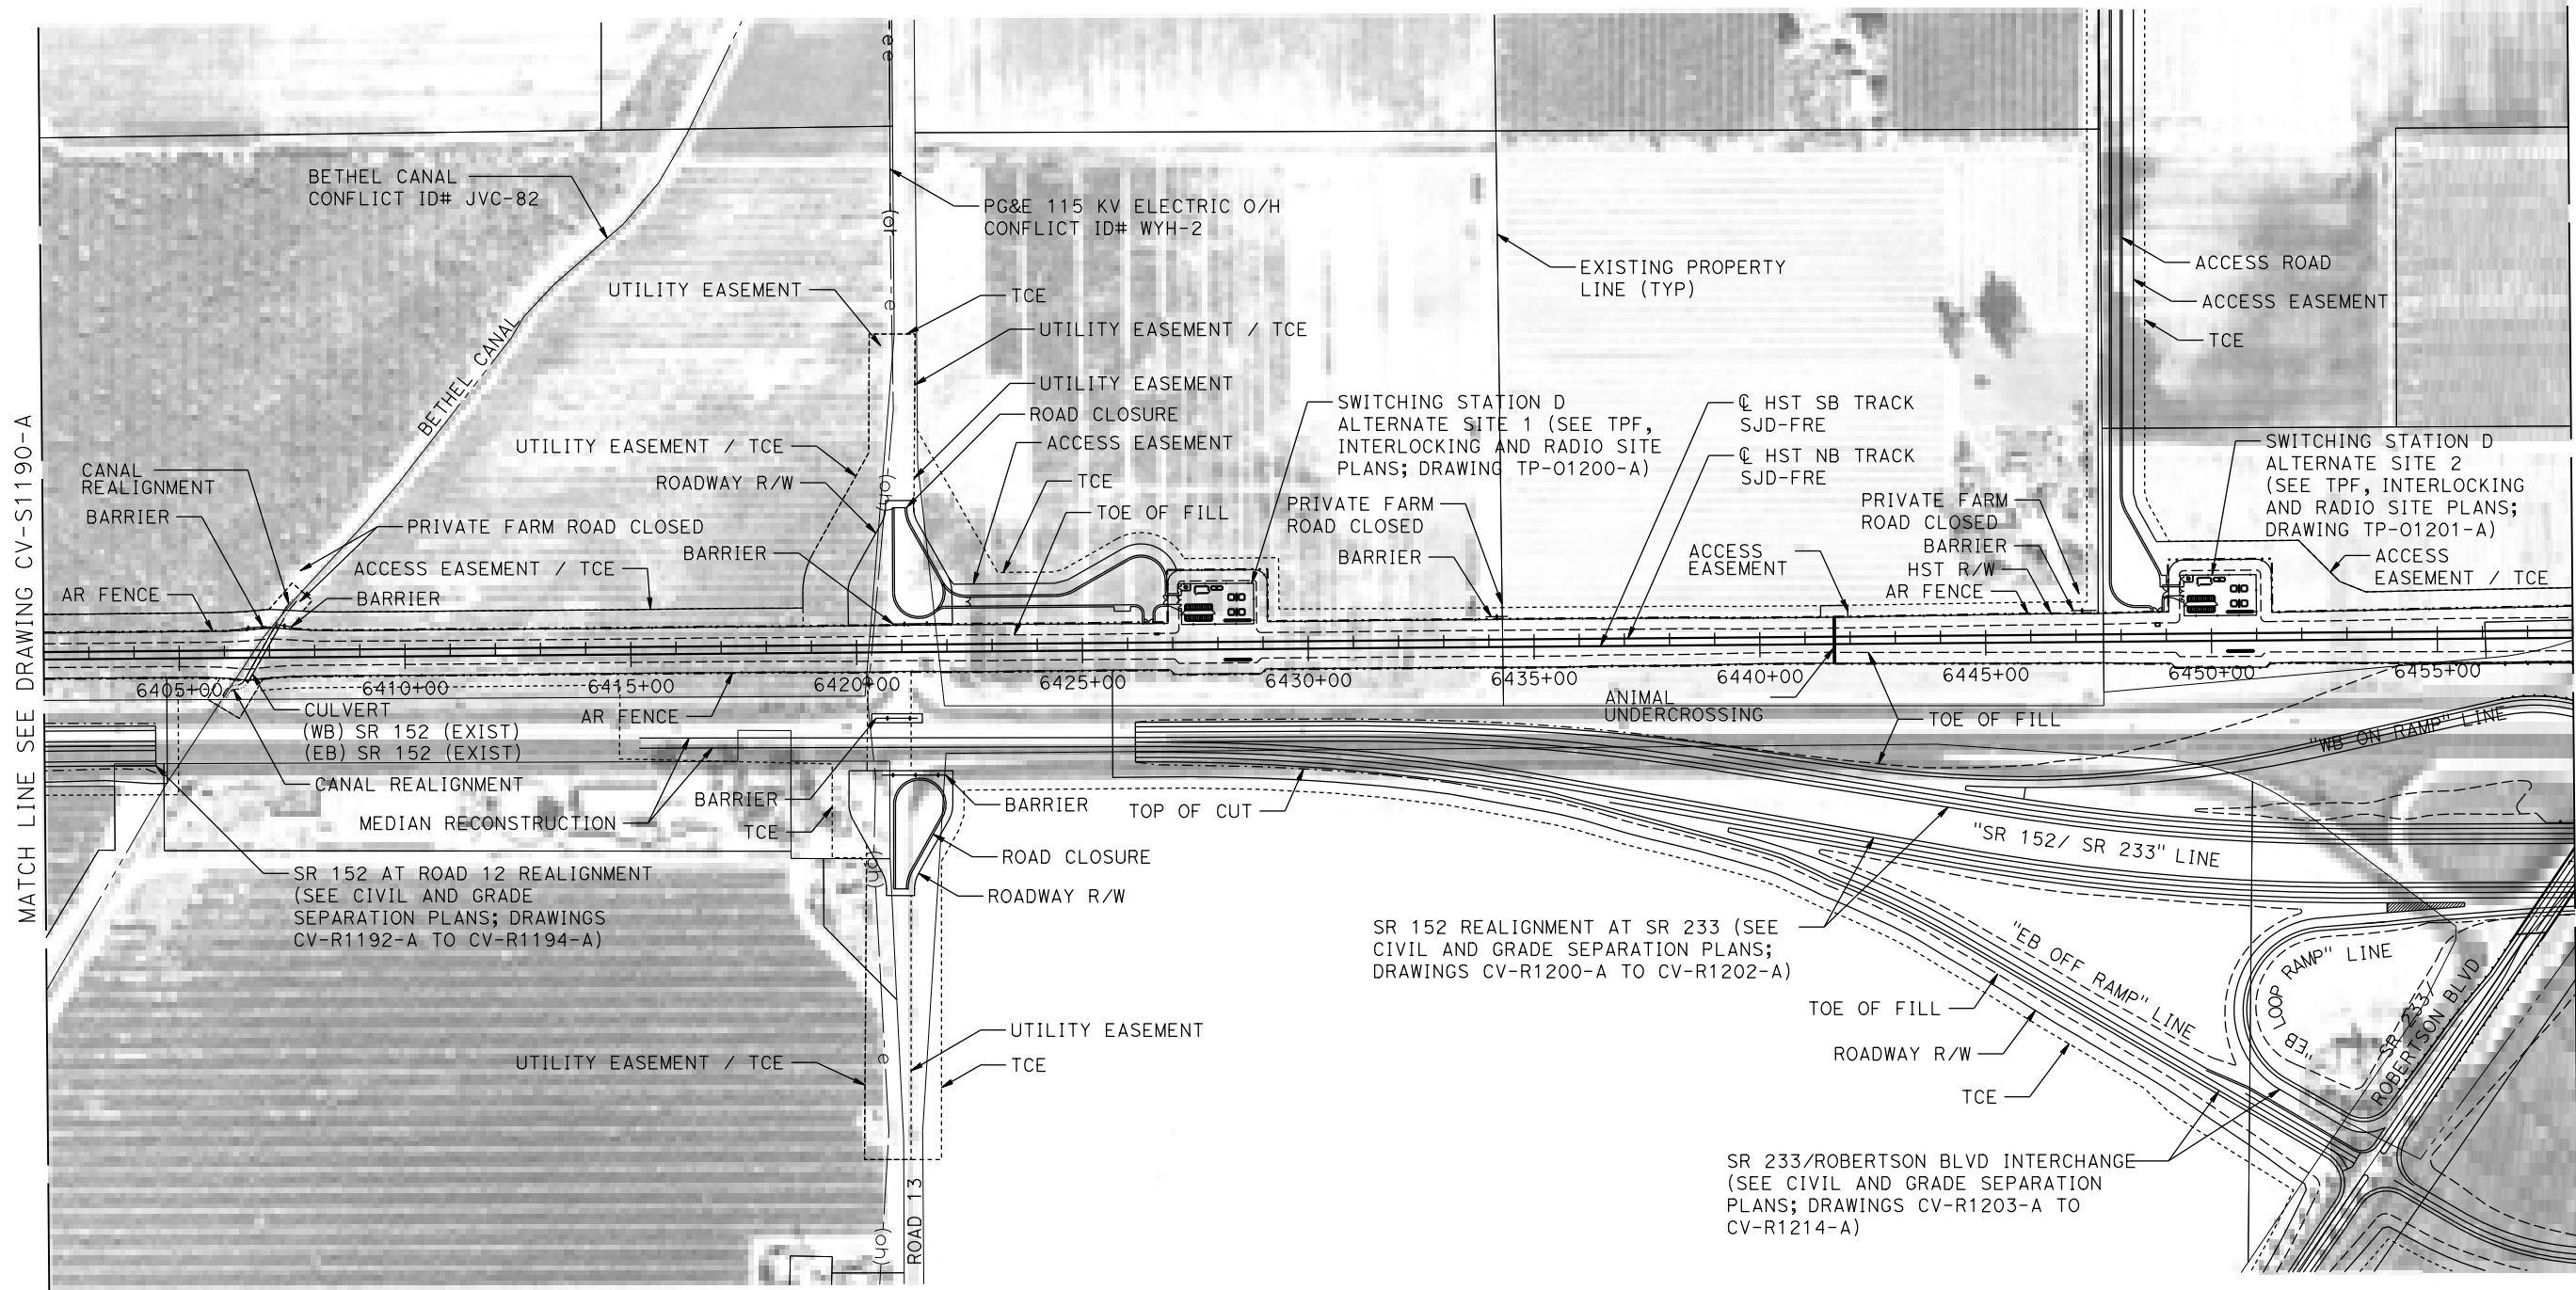 MATCH LINE SEE DRAWING CV-S1190-A
BETHEL CANAL
CONFLICT ID# JVC-82
PG&E 115 KV ELECTRIC O/H
CONFLICT ID# WYH-2
EXISTING PROPERTY
LINE (TYP)
ACCESS ROAD
ACCESS EASEMENT
TCE
UTILITY EASEMENT
TCE
UTILITY EASEMENT / TCE
BETHEL CANAL
UTILITY EASEMENT
ROAD CLOSURE
ACCESS EASEMENT
TCE
TOE OF FILL
UTILITY EASEMENT / TCE
ROADWAY R/W
BARRIER
SWITCHING STATION D
ALTERNATE SITE 1 (SEE TPF,
INTERLOCKING AND RADIO SITE
PLANS; DRAWING TP-01200-A)
℄ HST SB TRACK
SJD-FRE
℄ HST NB TRACK
SJD-FRE
SWITCHING STATION D
ALTERNATE SITE 2
(SEE TPF, INTERLOCKING
AND RADIO SITE PLANS;
DRAWING TP-01201-A)
CANAL
REALIGNMENT
BARRIER
PRIVATE FARM ROAD CLOSED
ACCESS EASEMENT / TCE
AR FENCE
BARRIER
PRIVATE FARM
ROAD CLOSED
BARRIER
ACCESS
EASEMENT
PRIVATE FARM
ROAD CLOSED
BARRIER
HST R/W
AR FENCE
ACCESS
EASEMENT / TCE
6405+00
6410+00
6415+00
6420+00
6425+00
6430+00
6435+00
6440+00
6445+00
6450+00
6455+00
CULVERT
(WB) SR 152 (EXIST)
(EB) SR 152 (EXIST)
AR FENCE
ANIMAL
UNDERCROSSING
TOE OF FILL
"WB ON RAMP" LINE
CANAL REALIGNMENT
MEDIAN RECONSTRUCTION
BARRIER
TCE
BARRIER
TOP OF CUT
ROAD CLOSURE
ROADWAY R/W
"SR 152/ SR 233" LINE
SR 152 AT ROAD 12 REALIGNMENT
(SEE CIVIL AND GRADE
SEPARATION PLANS; DRAWINGS
CV-R1192-A TO CV-R1194-A)
SR 152 REALIGNMENT AT SR 233 (SEE
CIVIL AND GRADE SEPARATION PLANS;
DRAWINGS CV-R1200-A TO CV-R1202-A)
"EB OFF RAMP" LINE
"EB LOOP RAMP" LINE
SR 233/
ROBERTSON BLVD
TOE OF FILL
ROADWAY R/W
TCE
UTILITY EASEMENT
UTILITY EASEMENT / TCE
TCE
SR 233/ROBERTSON BLVD INTERCHANGE
(SEE CIVIL AND GRADE SEPARATION
PLANS; DRAWINGS CV-R1203-A TO
CV-R1214-A)
ROAD 13